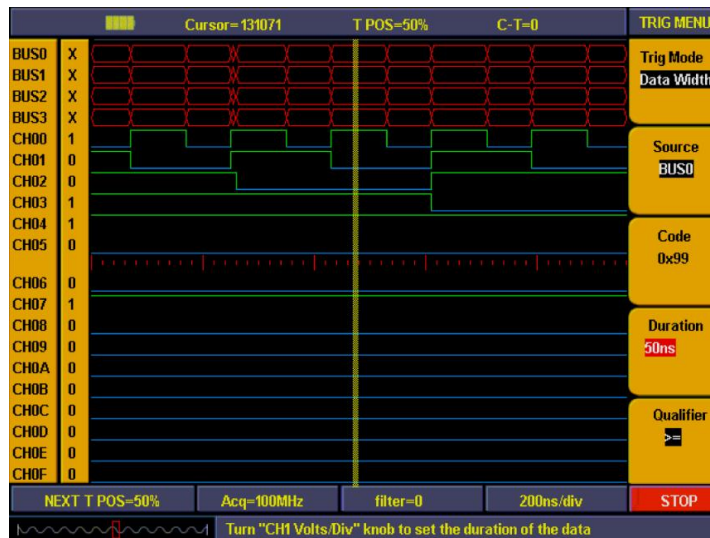 Cursor=131071 T POS=50% C-T=0 TRIG MENU
BUS0 X
BUS1 X
BUS2 X
BUS3 X
CH00 1
CH01 0
CH02 0
CH03 1
CH04 1
CH05 0
CH06 0
CH07 1
CH08 0
CH09 0
CH0A 0
CH0B 0
CH0C 0
CH0D 0
CH0E 0
CH0F 0
Trig Mode
Data Width
Source
BUS0
Code
0x99
Duration
50ns
Qualifier
>=
NEXT T POS=50% Acq=100MHz filter=0 200ns/div STOP
Turn "CH1 Volts/Div" knob to set the duration of the data